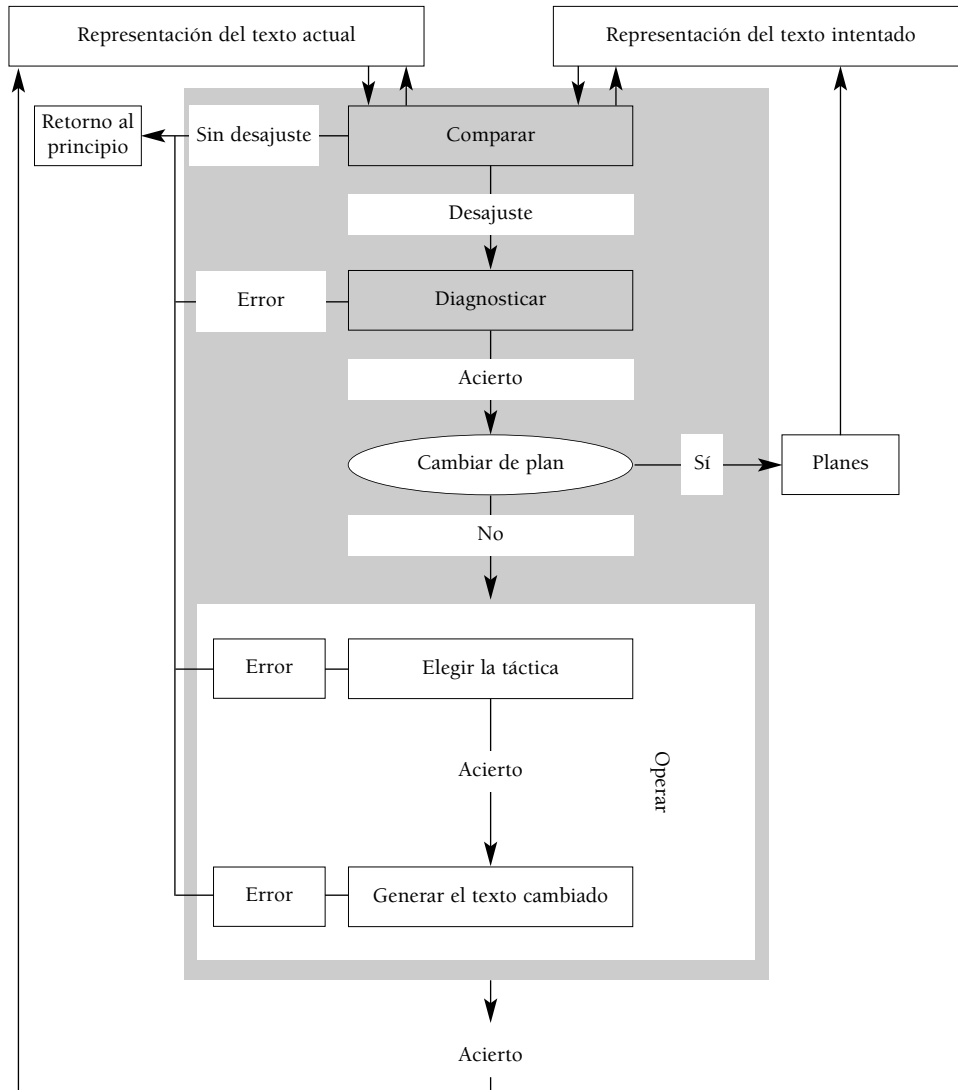 Representación del texto actual
Representación del texto intentado
Retorno al
principio
Sin desajuste
Comparar
Desajuste
Error
Diagnosticar
Acierto
Cambiar de plan
Sí
Planes
No
Error
Elegir la táctica
Acierto
Operar
Error
Generar el texto cambiado
Acierto